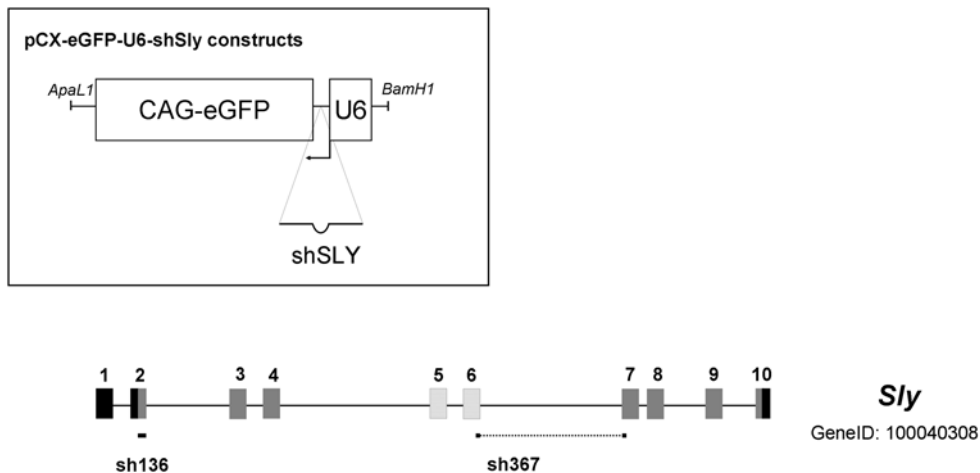 pCX-eGFP-U6-shSly constructs
ApaL1 BamH1
CAG-eGFP U6
shSLY
1 2 3 4 5 6 7 8 9 10
Sly
GeneID: 100040308
sh136 sh367